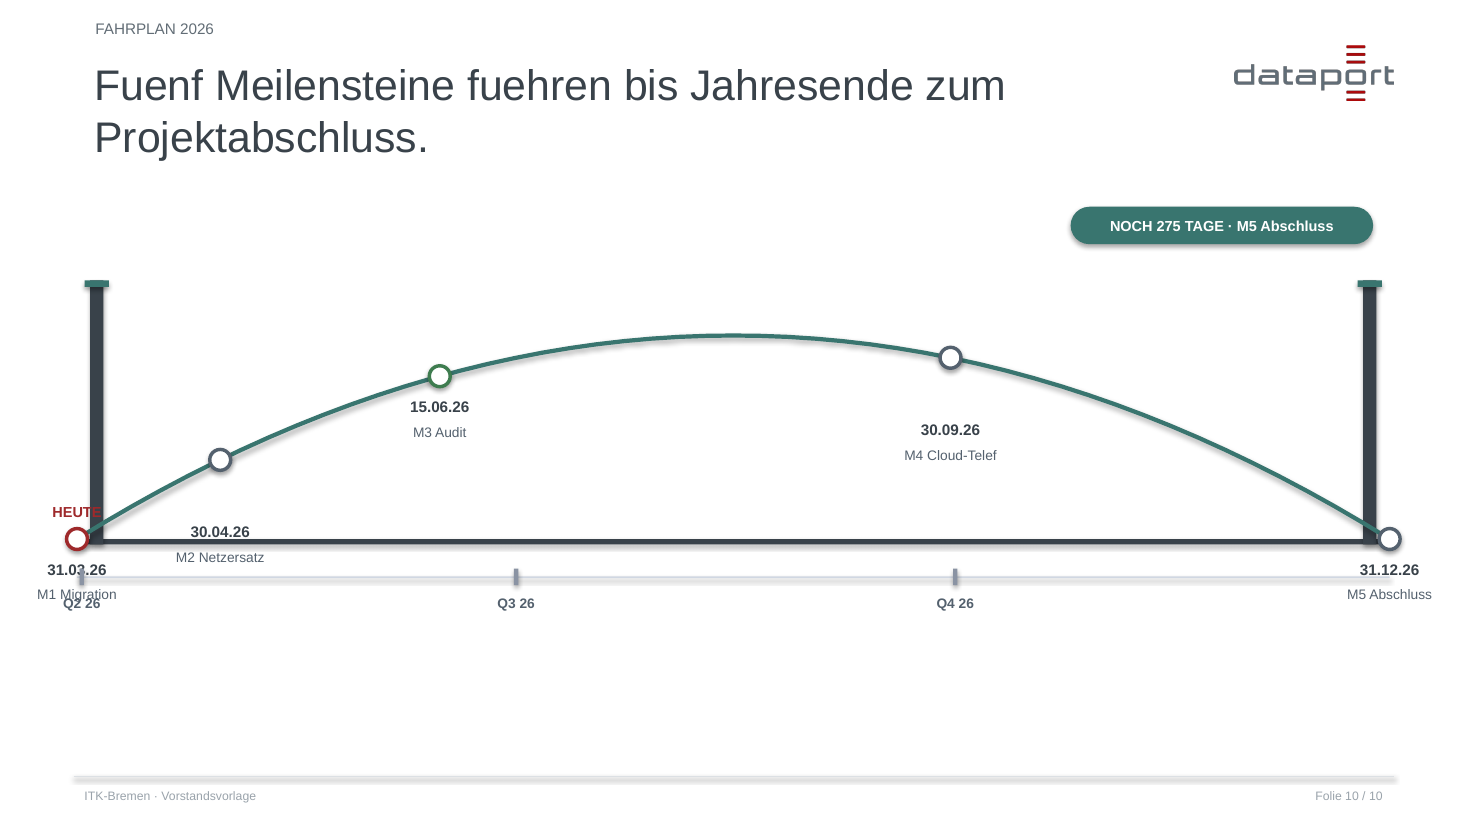 FAHRPLAN 2026
Fuenf Meilensteine fuehren bis Jahresende zum
Projektabschluss.
dataport
NOCH 275 TAGE · M5 Abschluss
15.06.26
M3 Audit
30.09.26
M4 Cloud-Telef
HEUTE
30.04.26
M2 Netzersatz
31.03.26
M1 Migration
31.12.26
M5 Abschluss
Q2 26
Q3 26
Q4 26
ITK-Bremen · Vorstandsvorlage
Folie 10 / 10